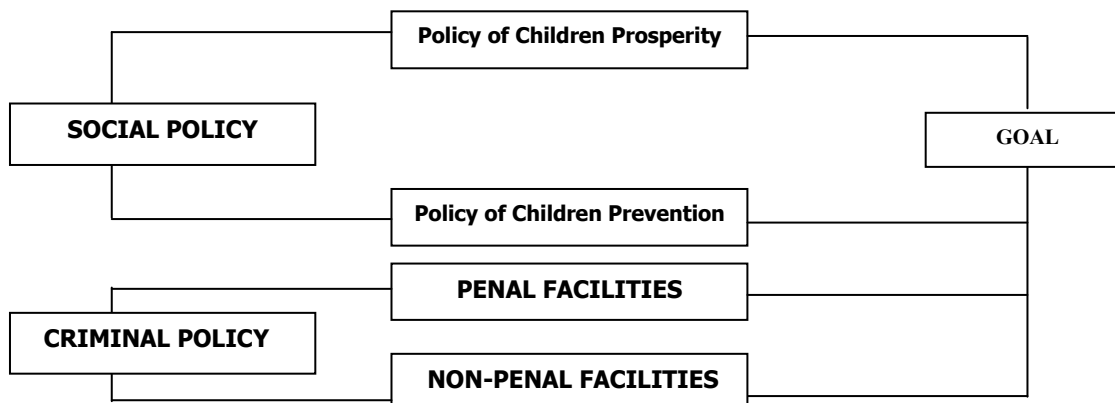 Policy of Children Prosperity
SOCIAL POLICY
GOAL
Policy of Children Prevention
PENAL FACILITIES
CRIMINAL POLICY
NON-PENAL FACILITIES